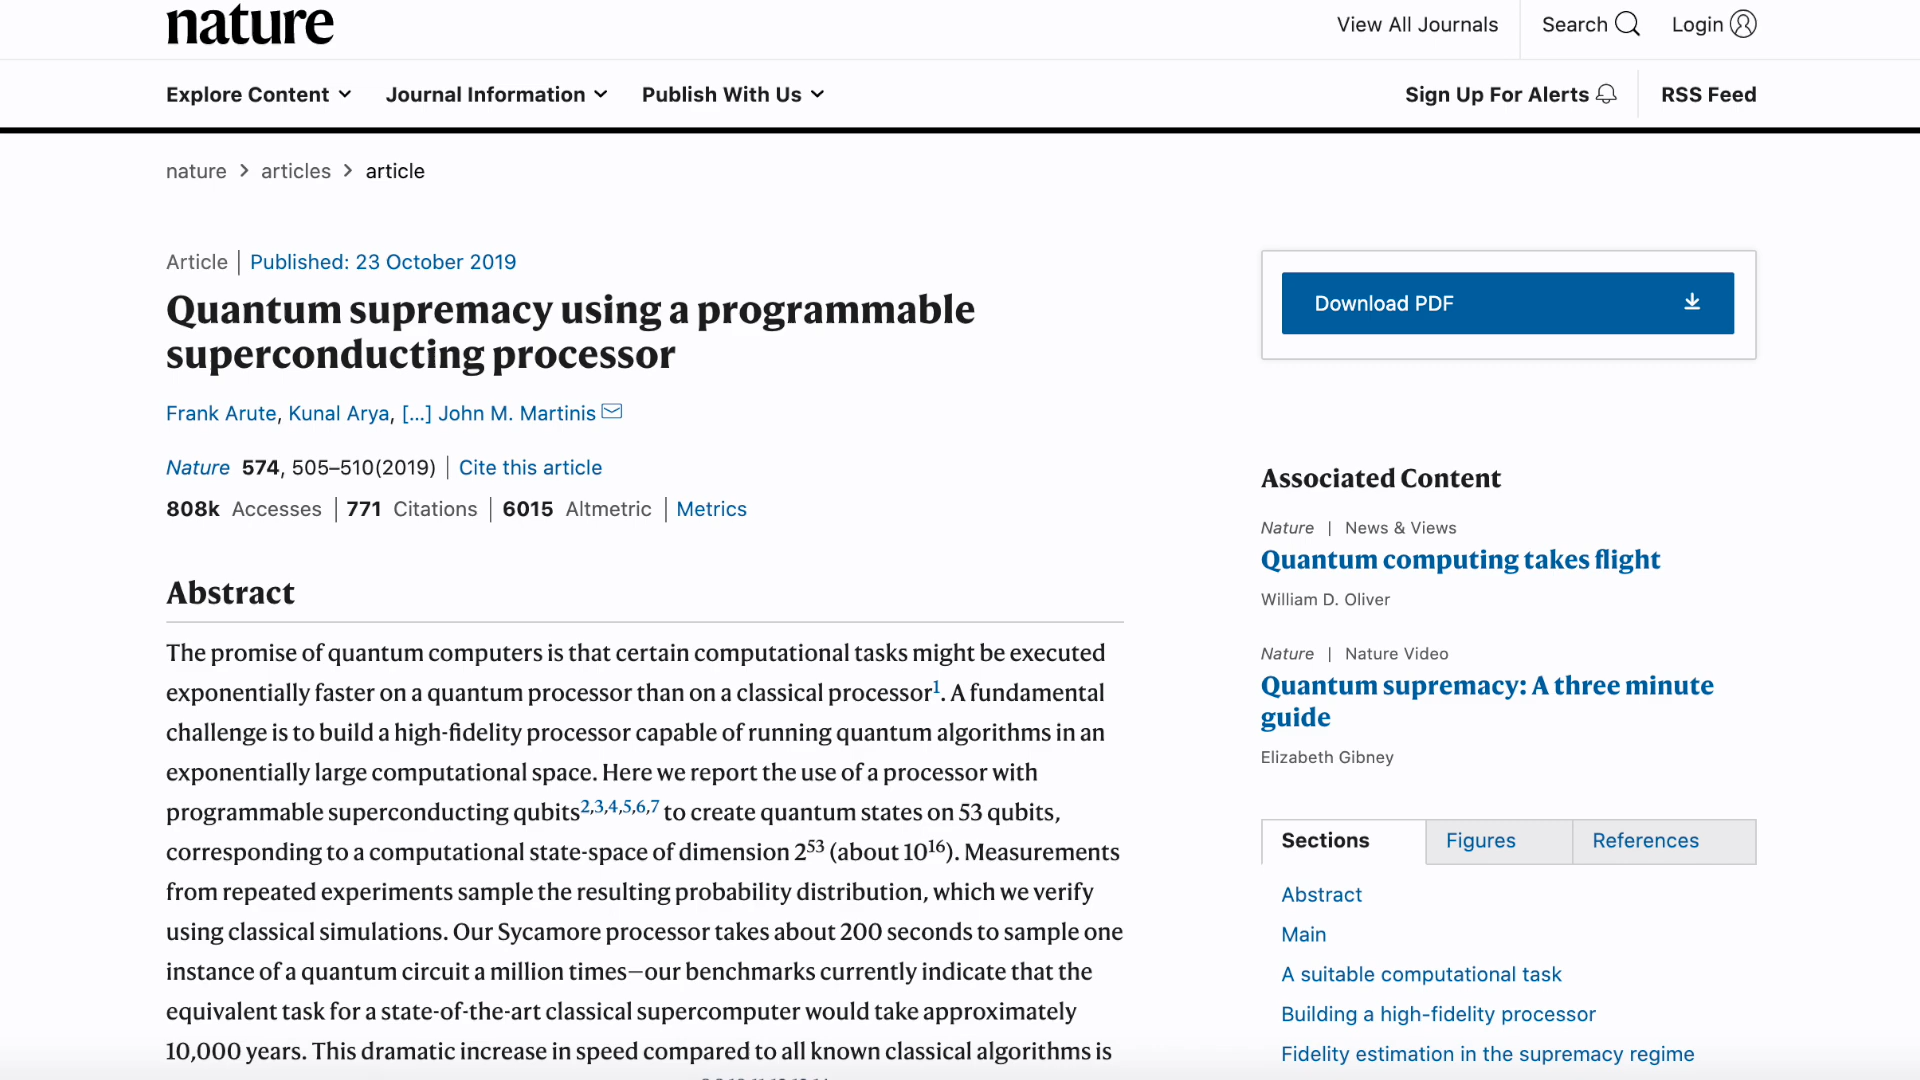 nature
View All Journals
Search
Login
Explore Content
Journal Information
Publish With Us
Sign Up For Alerts
RSS Feed
nature > articles > article
Article | Published: 23 October 2019
Quantum supremacy using a programmable
superconducting processor
Frank Arute, Kunal Arya, [...] John M. Martinis
Nature 574, 505–510(2019) | Cite this article
808k Accesses | 771 Citations | 6015 Altmetric | Metrics
Abstract
The promise of quantum computers is that certain computational tasks might be executed
exponentially faster on a quantum processor than on a classical processor¹. A fundamental
challenge is to build a high-fidelity processor capable of running quantum algorithms in an
exponentially large computational space. Here we report the use of a processor with
programmable superconducting qubits²,³,⁴,⁵,⁶,⁷ to create quantum states on 53 qubits,
corresponding to a computational state-space of dimension 2⁵³ (about 10¹⁶). Measurements
from repeated experiments sample the resulting probability distribution, which we verify
using classical simulations. Our Sycamore processor takes about 200 seconds to sample one
instance of a quantum circuit a million times—our benchmarks currently indicate that the
equivalent task for a state-of-the-art classical supercomputer would take approximately
10,000 years. This dramatic increase in speed compared to all known classical algorithms is
Download PDF
Associated Content
Nature | News & Views
Quantum computing takes flight
William D. Oliver
Nature | Nature Video
Quantum supremacy: A three minute
guide
Elizabeth Gibney
Sections
Figures
References
Abstract
Main
A suitable computational task
Building a high-fidelity processor
Fidelity estimation in the supremacy regime